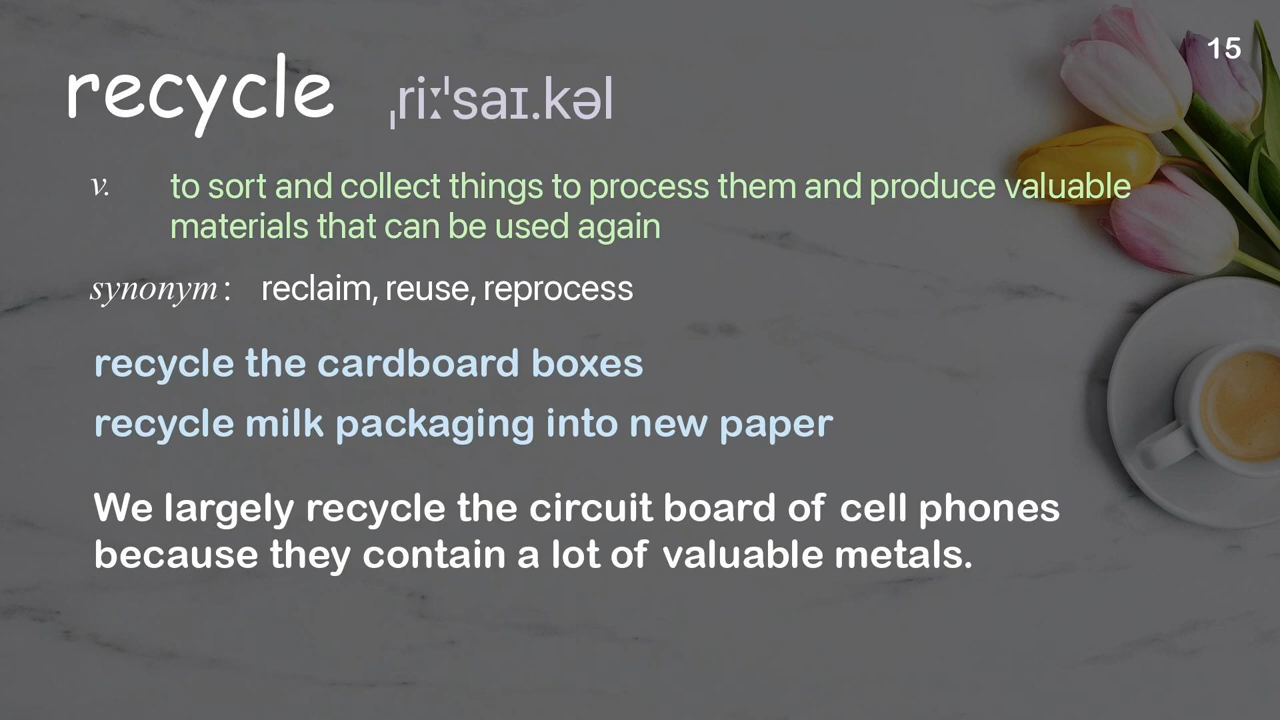 15
recycle ˌriːˈsaɪ.kəl
v. to sort and collect things to process them and produce valuable
materials that can be used again
synonym : reclaim, reuse, reprocess
recycle the cardboard boxes
recycle milk packaging into new paper
We largely recycle the circuit board of cell phones
because they contain a lot of valuable metals.